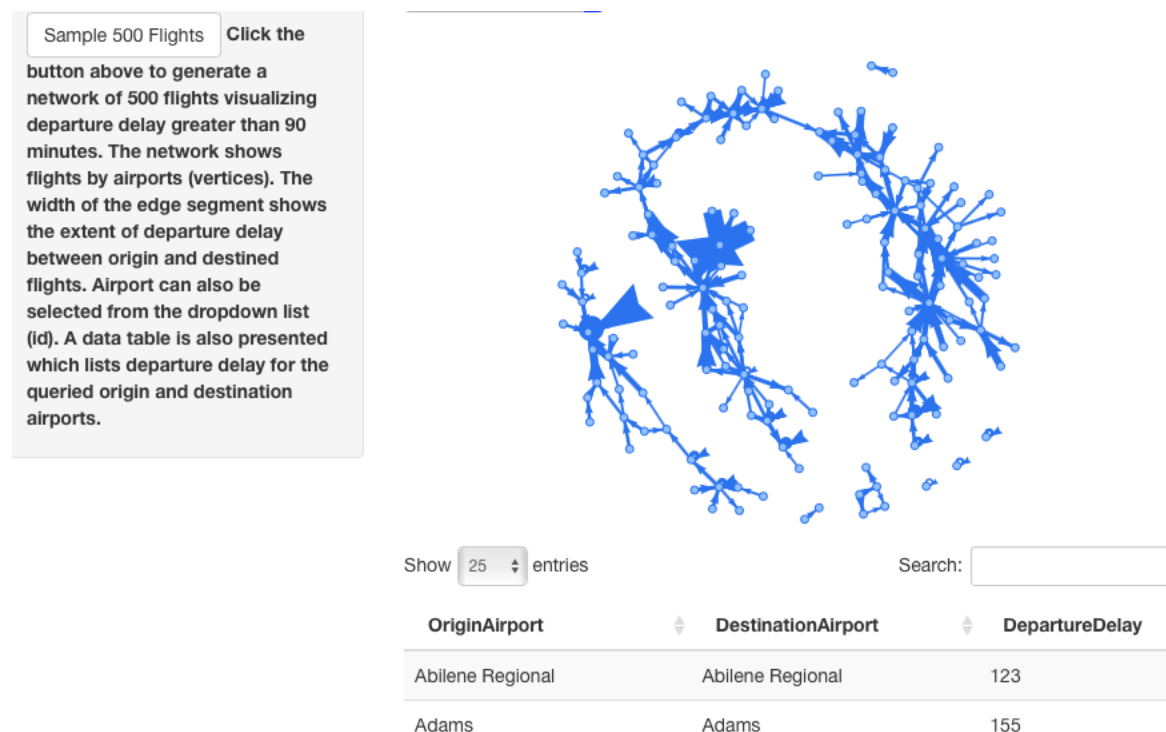 Sample 500 Flights Click the
button above to generate a
network of 500 flights visualizing
departure delay greater than 90
minutes. The network shows
flights by airports (vertices). The
width of the edge segment shows
the extent of departure delay
between origin and destined
flights. Airport can also be
selected from the dropdown list
(id). A data table is also presented
which lists departure delay for the
queried origin and destination
airports.
Show 25 entries Search:
OriginAirport DestinationAirport DepartureDelay
Abilene Regional Abilene Regional 123
Adams Adams 155